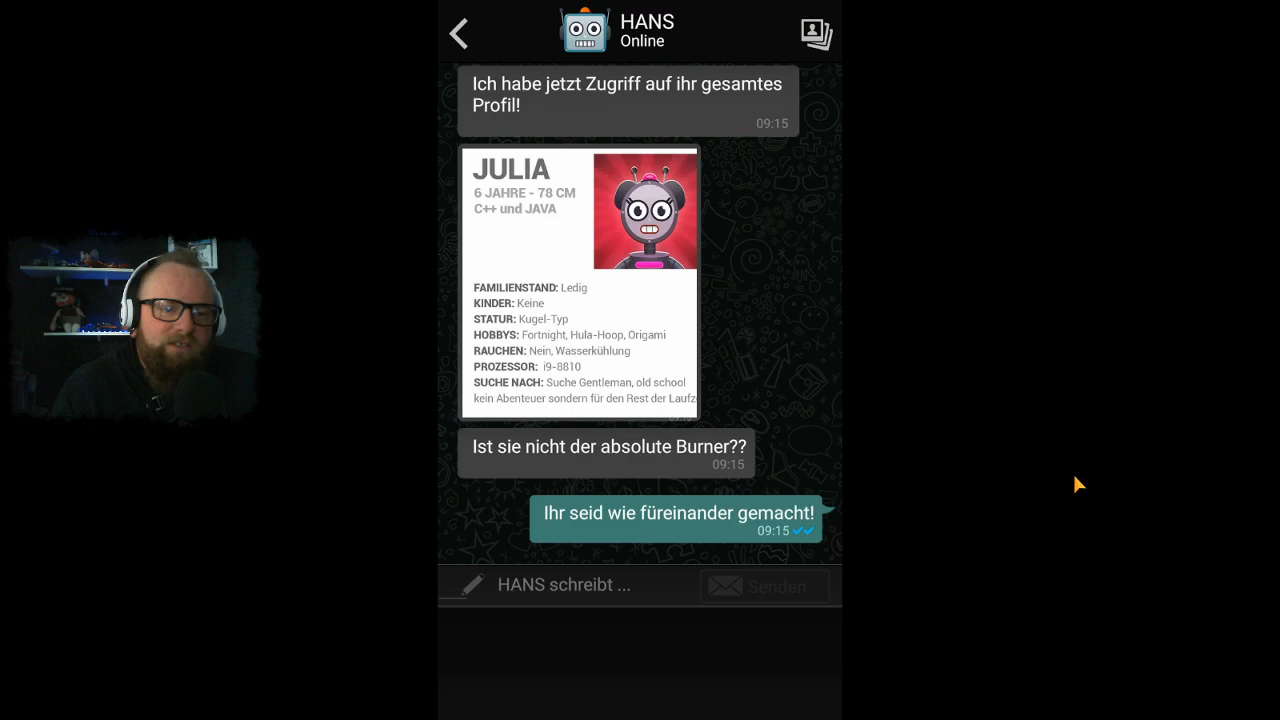 HANS
Online
Ich habe jetzt Zugriff auf ihr gesamtes
Profil!
09:15
JULIA
6 JAHRE - 78 CM
C++ und JAVA
FAMILIENSTAND: Ledig
KINDER: Keine
STATUR: Kugel-Typ
HOBBYS: Fortnight, Hula-Hoop, Origami
RAUCHEN: Nein, Wasserkühlung
PROZESSOR: i9-8810
SUCHE NACH: Suche Gentleman, old school
kein Abenteuer sondern für den Rest der Laufz
09:15
Ist sie nicht der absolute Burner??
09:15
Ihr seid wie füreinander gemacht!
09:15
HANS schreibt ...
Senden